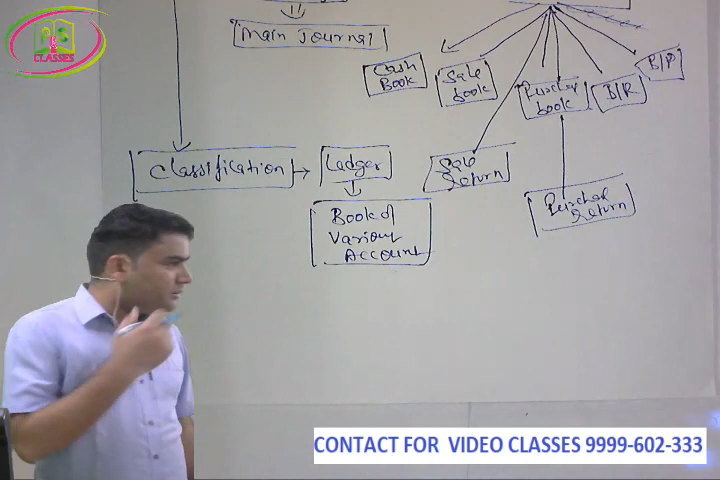 Main Journal
Cash
Book
Sale
book
Purchase
book
B/R
B/P
Classification
Ledger
Sale
Return
Purchase
Return
Book of
Various
Account
CLASSES
CONTACT FOR VIDEO CLASSES 9999-602-333